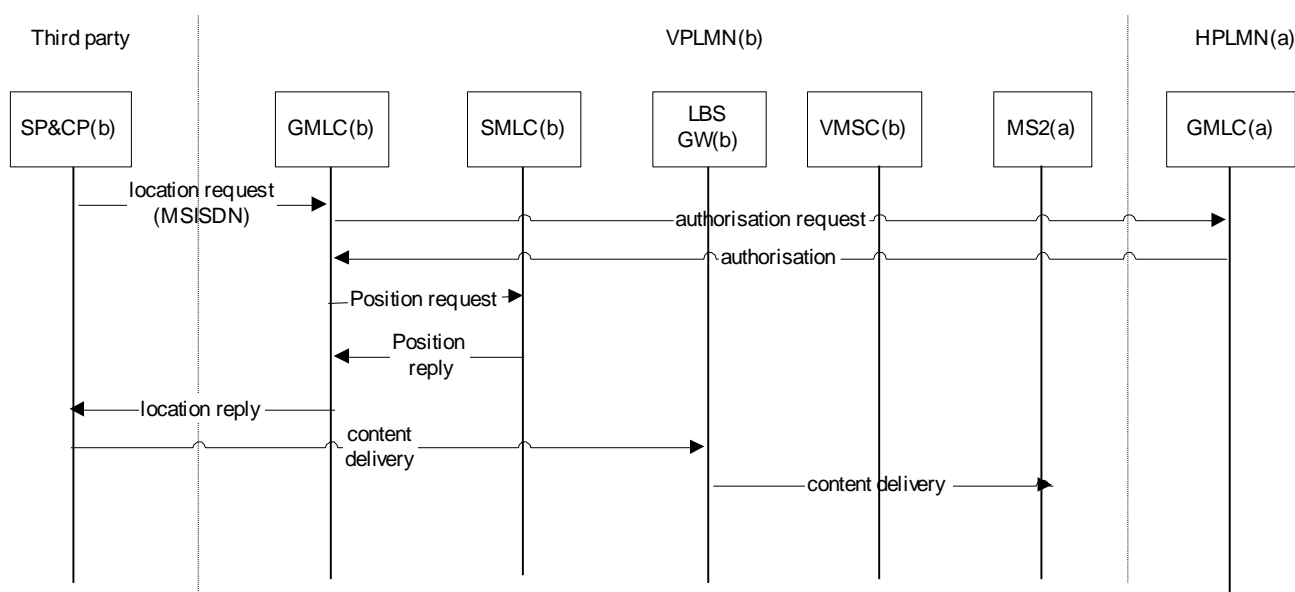 Third party
VPLMN(b)
HPLMN(a)
SP&CP(b)
GMLC(b)
SMLC(b)
LBS
GW(b)
VMSC(b)
MS2(a)
GMLC(a)
location request
(MSISDN)
authorisation request
authorisation
Position request
Position
reply
location reply
content
delivery
content delivery